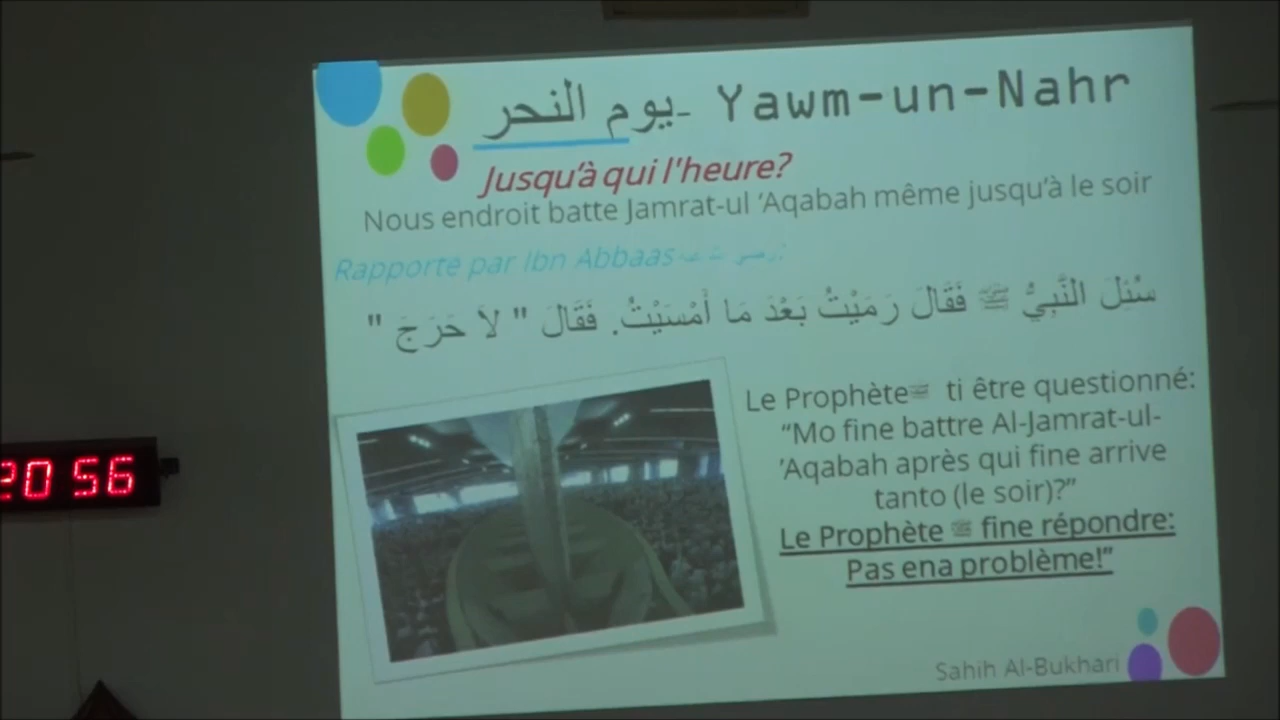 يوم النحر- Yawm-un-Nahr
Jusqu'à qui l'heure?
Nous endroit batte Jamrat-ul 'Aqabah même jusqu'à le soir
Rapporte par Ibn Abbaas
سُئِلَ النَّبِيُّ ﷺ فَقَالَ رَمَيْتُ بَعْدَ مَا أَمْسَيْتُ. فَقَالَ " لاَ حَرَجَ "
Le Prophète ﷺ ti être questionné:
“Mo fine battre Al-Jamrat-ul-
'Aqabah après qui fine arrive
tanto (le soir)?”
Le Prophète ﷺ fine répondre:
Pas ena problème!”
Sahih Al-Bukhari
20 56